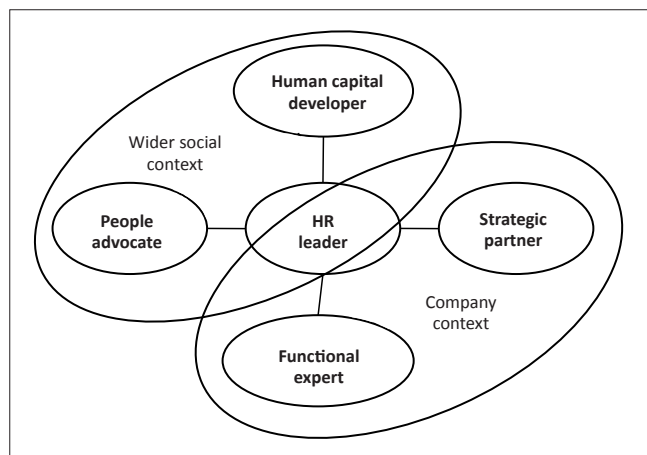 Human capital
developer
Wider social
context
People
advocate
HR
leader
Strategic
partner
Company
context
Functional
expert